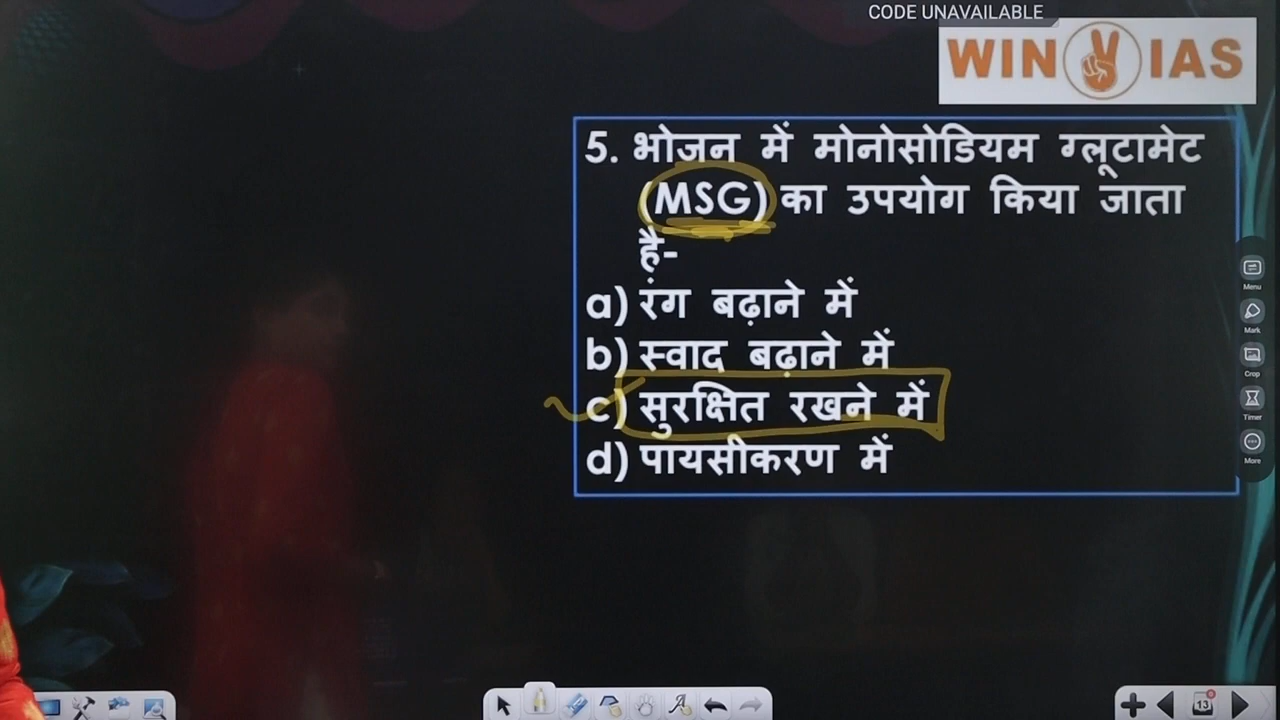 CODE UNAVAILABLE
WIN IAS
5. भोजन में मोनोसोडियम ग्लूटामेट
(MSG) का उपयोग किया जाता
है-
a) रंग बढ़ाने में
b) स्वाद बढ़ाने में
c) सुरक्षित रखने में
d) पायसीकरण में
Menu
Mark
Crop
Timer
More
13